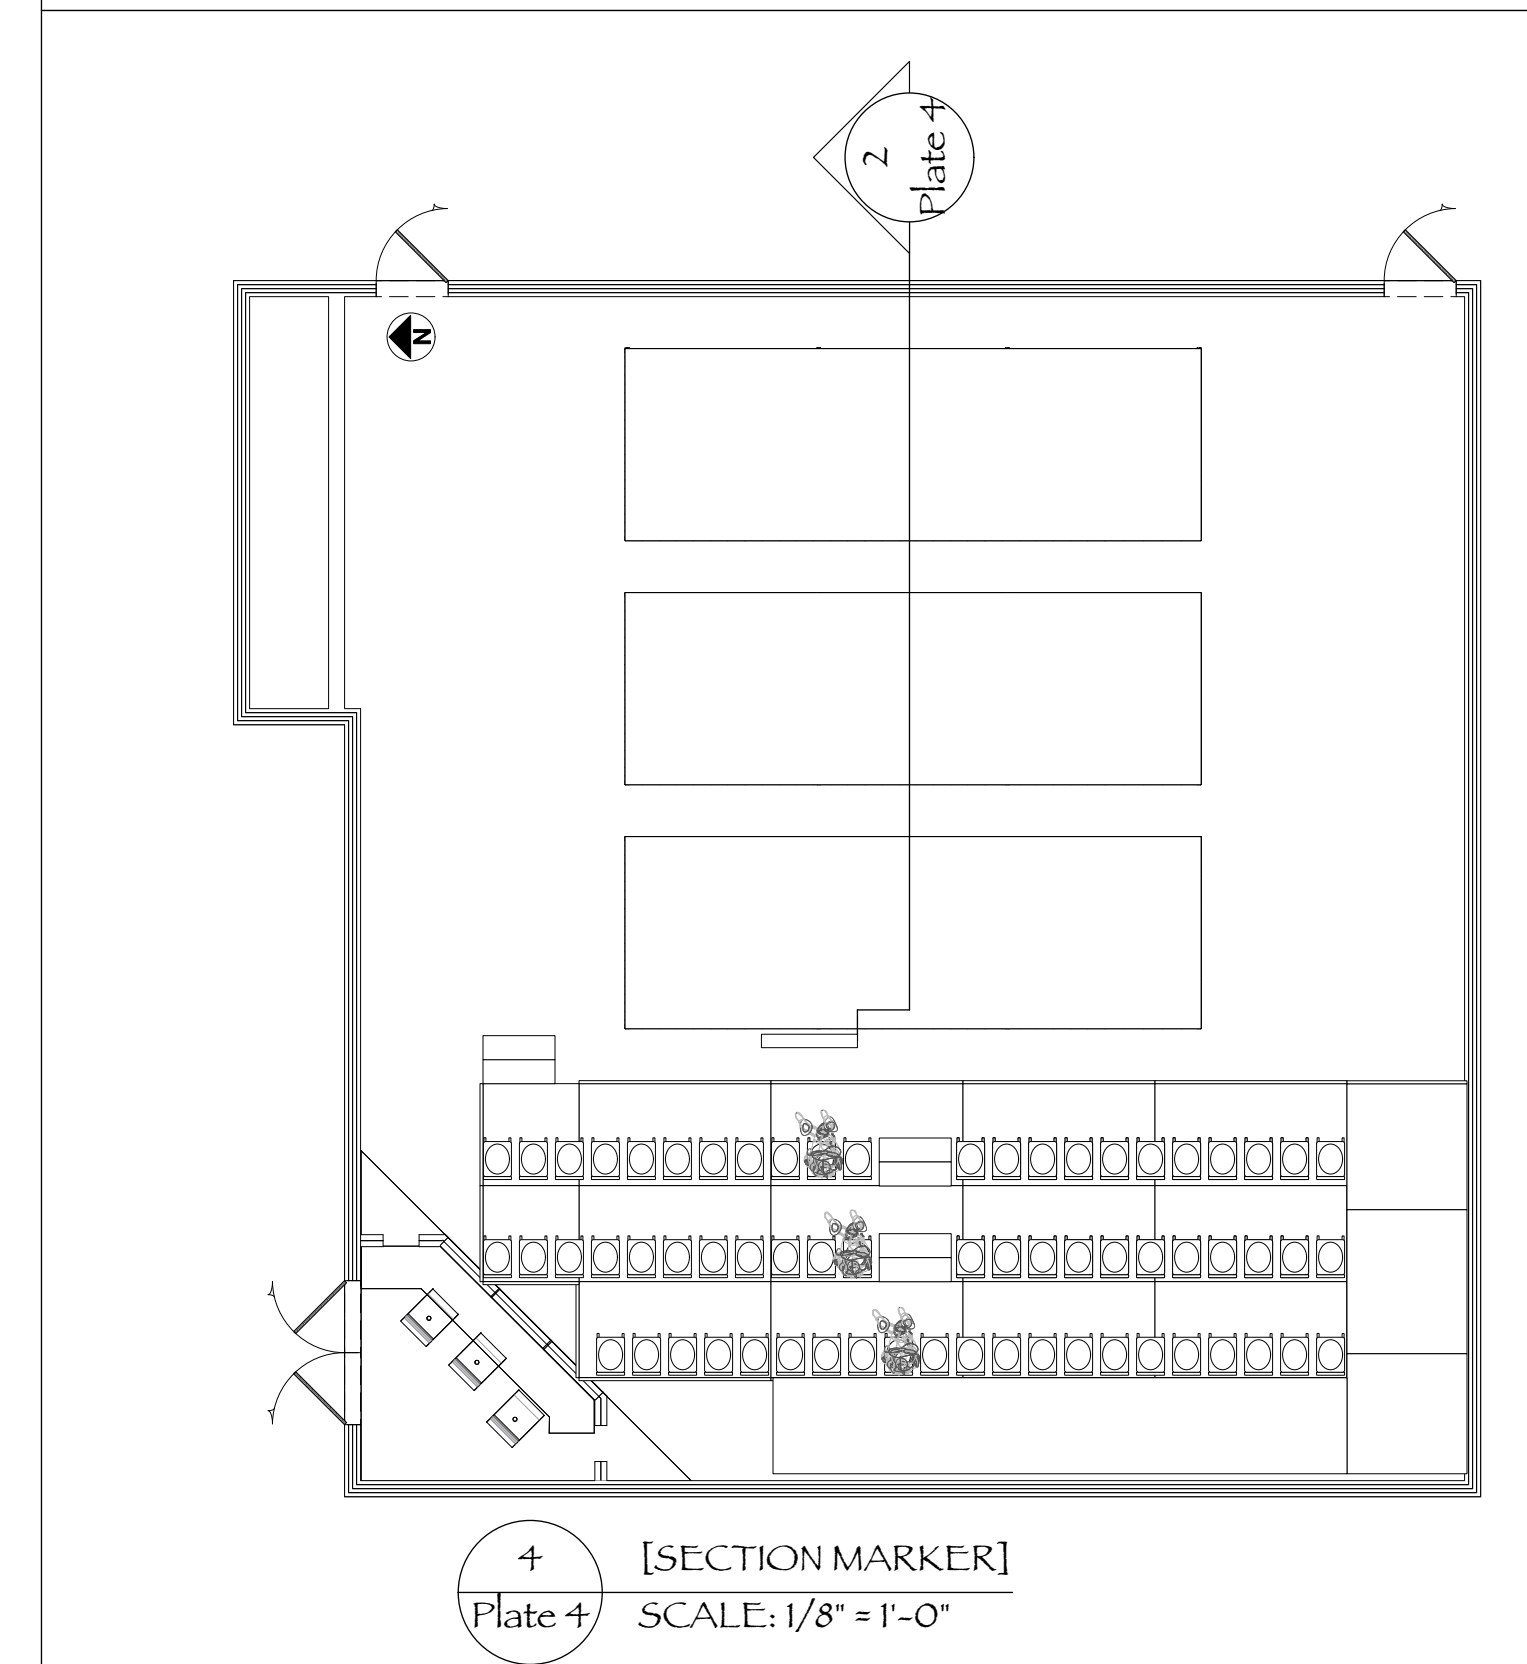 2
Plate 4
N
4
[SECTION MARKER]
Plate 4
SCALE: 1/8" = 1'-0"